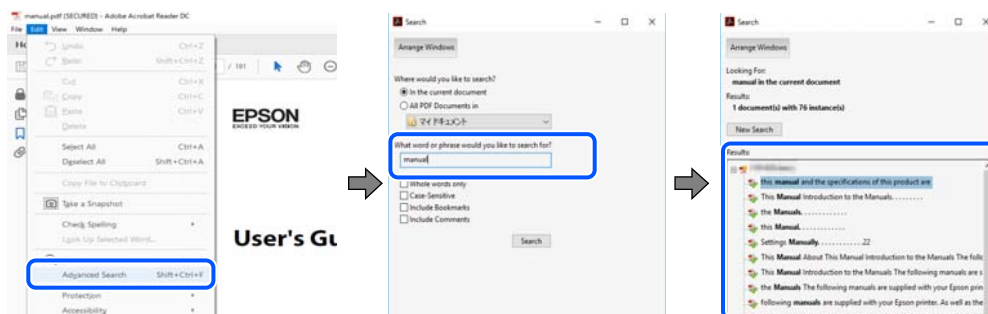 manual.pdf (SECURED) - Adobe Acrobat Reader DC
File Edit View Window Help
Undo Ctrl+Z
Redo Shift+Ctrl+Z
Cut Ctrl+X
Copy Ctrl+C
Paste Ctrl+V
Delete
Select All Ctrl+A
Deselect All Shift+Ctrl+A
Copy File to Clipboard
Take a Snapshot
Check Spelling
Look Up Selected Word...
Advanced Search Shift+Ctrl+F
Protection
Accessibility
/ 191
EPSON
EXCEED YOUR VISION
User's Gu
Search
Arrange Windows
Where would you like to search?
In the current document
All PDF Documents in
マイドキュメント
What word or phrase would you like to search for?
manual
Whole words only
Case-Sensitive
Include Bookmarks
Include Comments
Search
Search
Arrange Windows
Looking For:
manual in the current document
Results:
1 document(s) with 76 instance(s)
New Search
Results:
this manual and the specifications of this product are
This Manual Introduction to the Manuals. . . . . . . . .
the Manuals. . . . . . . . . . . .
this Manual. . . . . . . . . . . .
Settings Manually. . . . . . . . . . . . .22
This Manual About This Manual Introduction to the Manuals The follo
This Manual Introduction to the Manuals The following manuals are s
the Manuals The following manuals are supplied with your Epson prin
following manuals are supplied with your Epson printer. As well as the